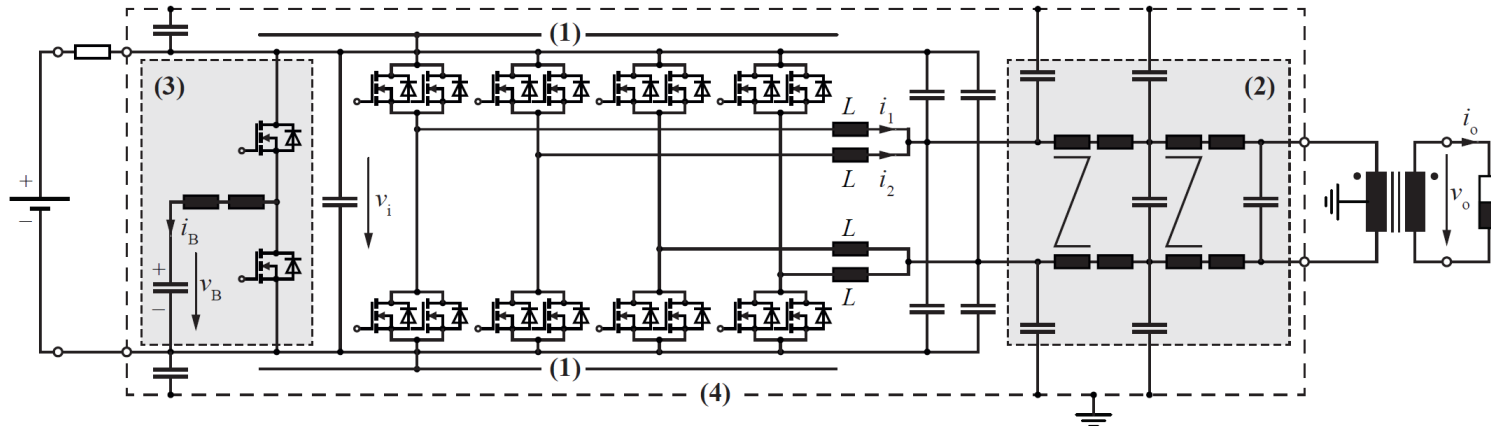 (1)
(3)
(2)
L
i1
L
i2
io
+
−
vi
iB
vo
L
+
vB
−
L
(1)
(4)